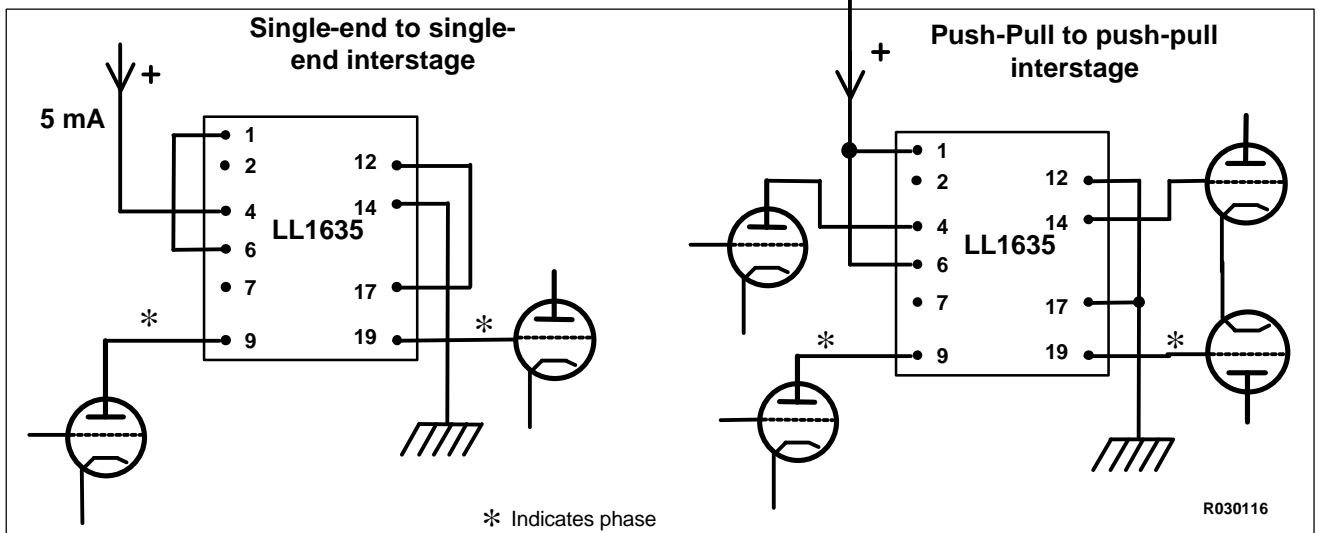 Single-end to single-
end interstage
+
5 mA
1
2
4
6
7
9
12
14
17
19
LL1635
*
*
Push-Pull to push-pull
interstage
+
1
2
4
6
7
9
12
14
17
19
LL1635
*
*
* Indicates phase
R030116